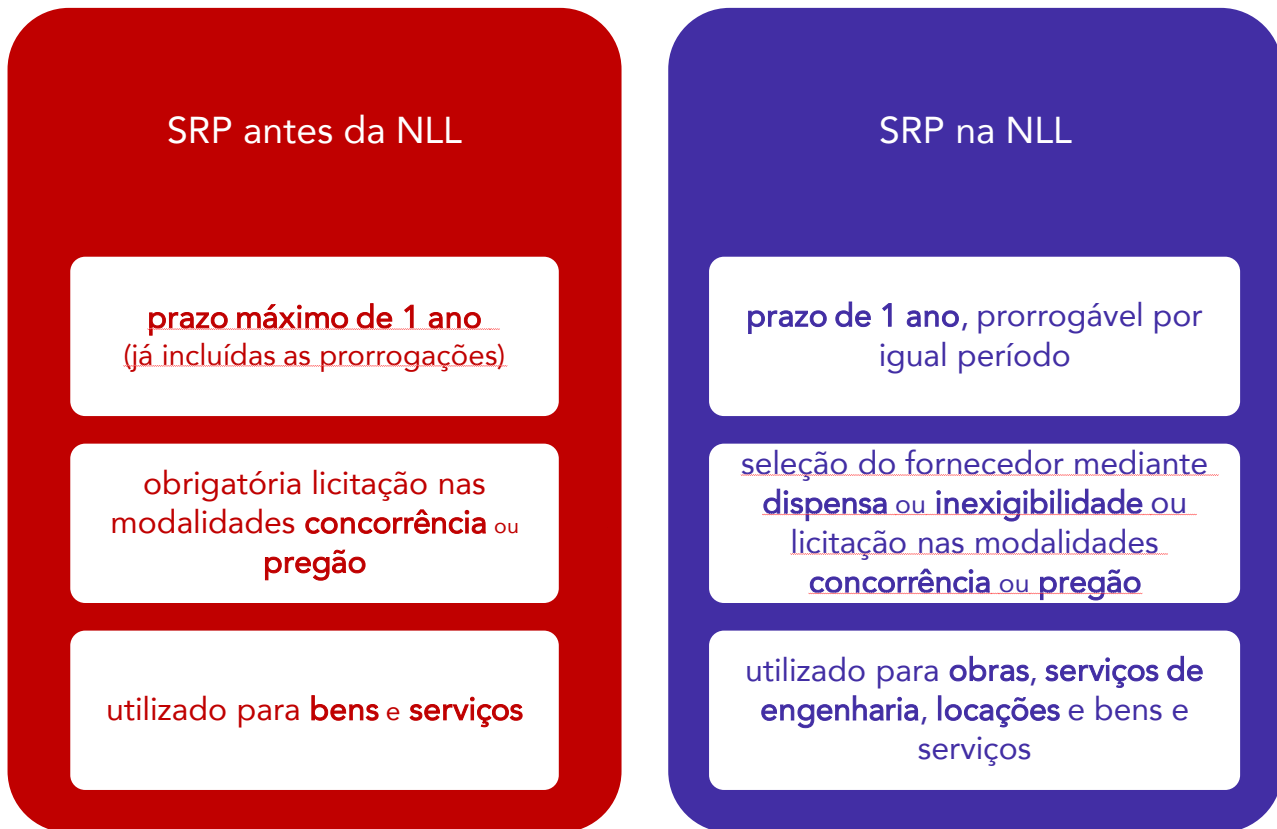 SRP antes da NLL
prazo máximo de 1 ano
(já incluídas as prorrogações)
obrigatória licitação nas
modalidades concorrência ou
pregão
utilizado para bens e serviços
SRP na NLL
prazo de 1 ano, prorrogável por
igual período
seleção do fornecedor mediante
dispensa ou inexigibilidade ou
licitação nas modalidades
concorrência ou pregão
utilizado para obras, serviços de
engenharia, locações e bens e
serviços